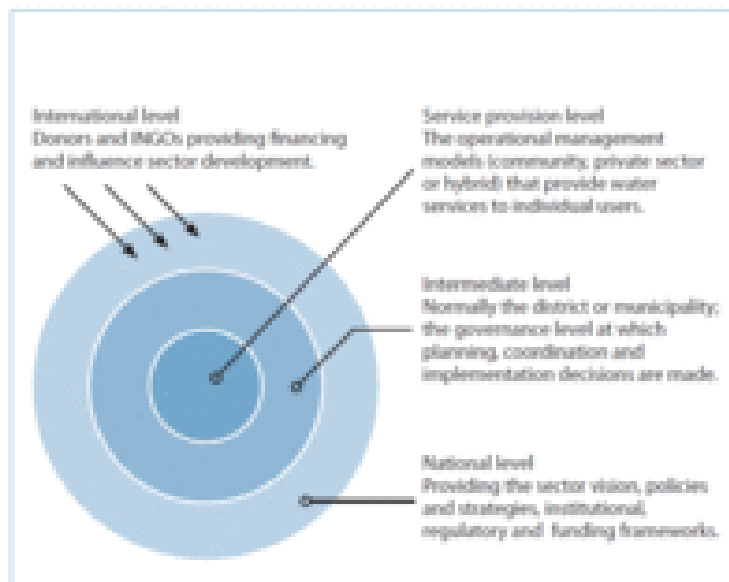 International level
Donors and INGOs providing financing
and influence sector development.
Service provision level
The operational management
models (community, private sector
or hybrid) that provide water
services to individual users.
Intermediate level
Normally the district or municipality;
the governance level at which
planning, coordination and
implementation decisions are made.
National level
Providing the sector vision, policies
and strategies, institutional,
regulatory and funding frameworks.